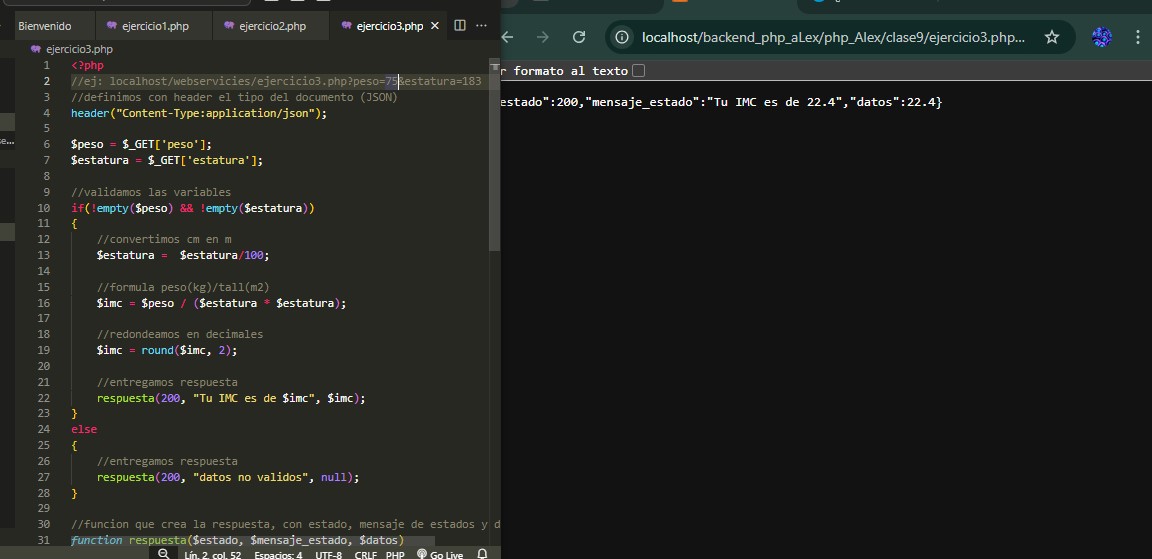 Bienvenido ejercicio1.php ejercicio2.php ejercicio3.php × ···
ejercicio3.php
1 <?php
2 //ej: localhost/webservicies/ejercicio3.php?peso=75&estatura=183
3 //definimos con header el tipo del documento (JSON)
4 header("Content-Type:application/json");
5
6 $peso = $_GET['peso'];
7 $estatura = $_GET['estatura'];
8
9 //validamos las variables
10 if(!empty($peso) && !empty($estatura))
11 {
12 //convertimos cm en m
13 $estatura =  $estatura/100;
14
15 //formula peso(kg)/tall(m2)
16 $imc = $peso / ($estatura * $estatura);
17
18 //redondeamos en decimales
19 $imc = round($imc, 2);
20
21 //entregamos respuesta
22 respuesta(200, "Tu IMC es de $imc", $imc);
23 }
24 else
25 {
26 //entregamos respuesta
27 respuesta(200, "datos no validos", null);
28 }
29
30 //funcion que crea la respuesta, con estado, mensaje de estados y d
31 function respuesta($estado, $mensaje_estado, $datos)
Lín. 2, col. 52 Espacios: 4 UTF-8 CRLF PHP Go Live
localhost/backend_php_aLex/php_Alex/clase9/ejercicio3.php...
r formato al texto
estado":200,"mensaje_estado":"Tu IMC es de 22.4","datos":22.4}